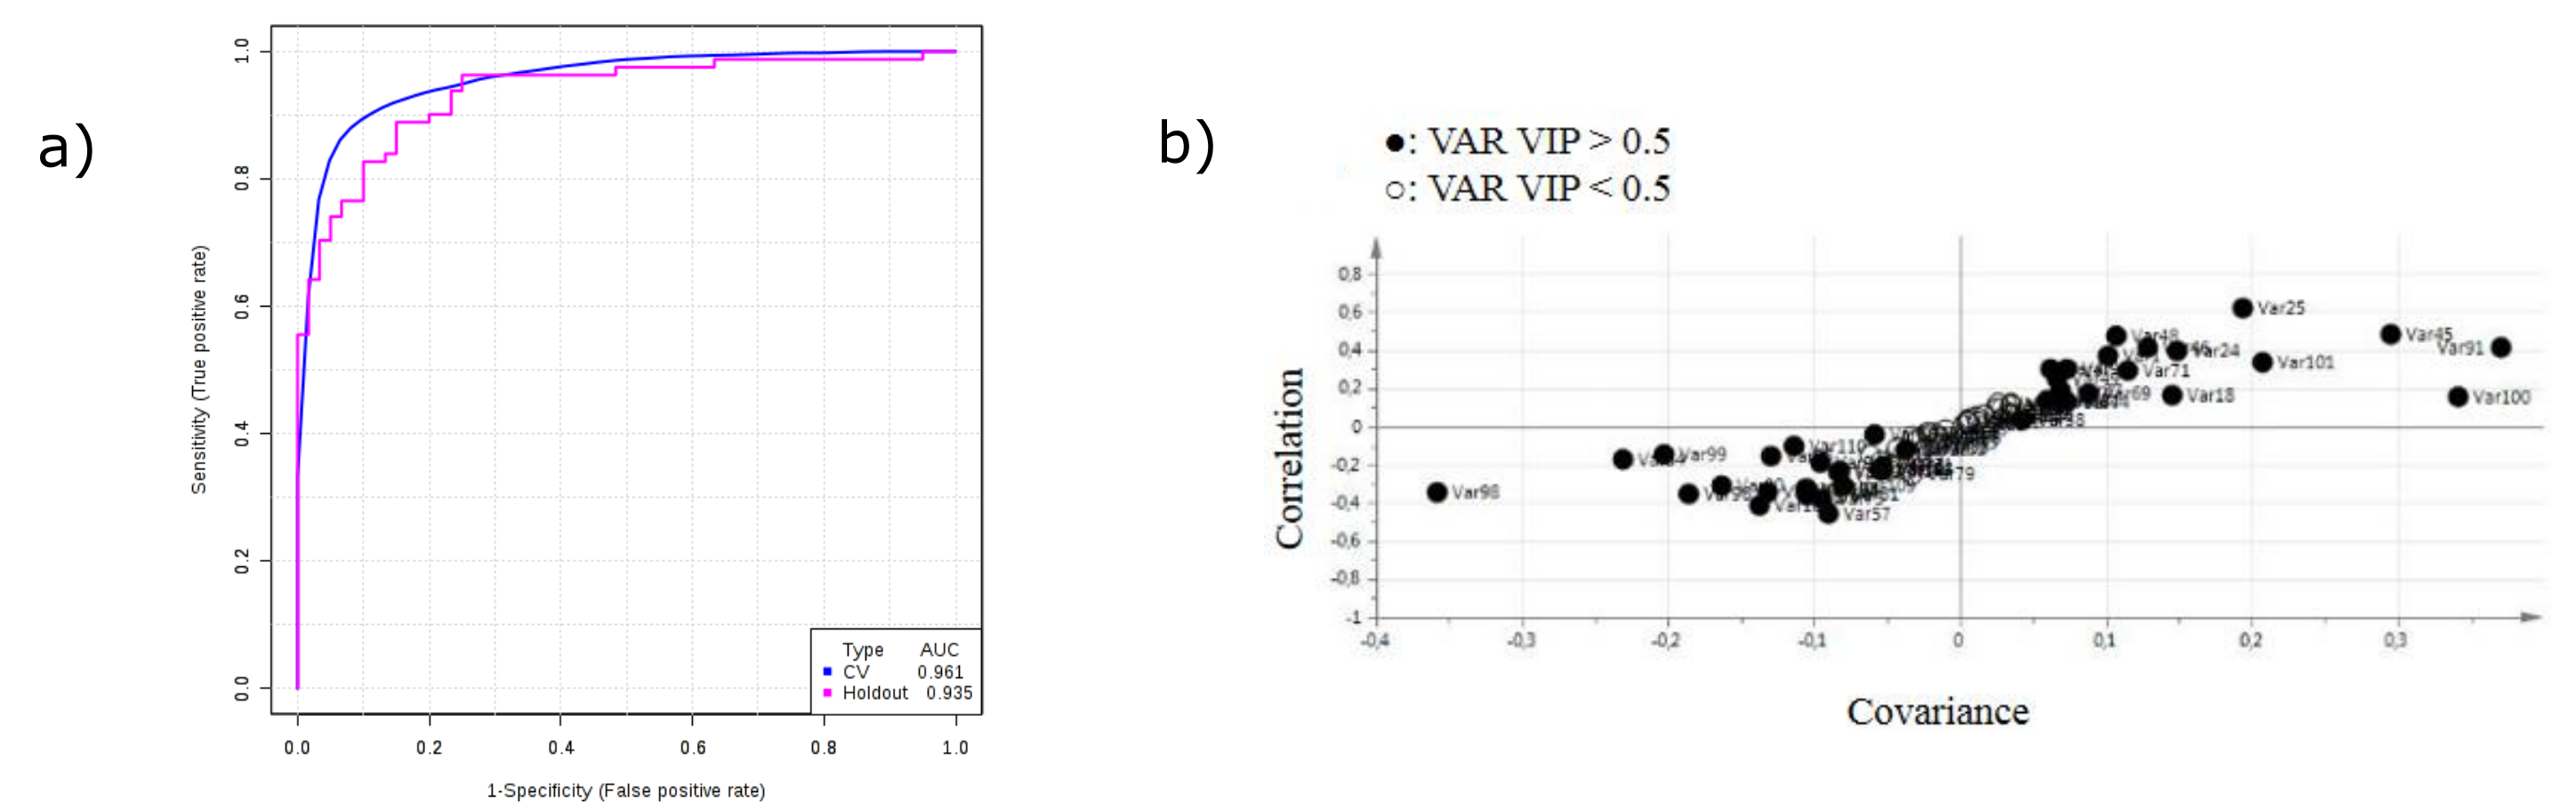 a)
Sensitivity (True positive rate)
1.0
0.8
0.6
0.4
0.2
0.0
Type AUC
CV 0.961
Holdout 0.935
0.0 0.2 0.4 0.6 0.8 1.0
1-Specificity (False positive rate)
b)
●: VAR VIP > 0.5
○: VAR VIP < 0.5
Correlation
0,8
0,6
0,4
0,2
0
-0,2
-0,4
-0,6
-0,8
-1
Var25
Var48
Var45
Var91
Var24
Var101
Var71
Var69
Var18
Var100
Var110
Var99
Var98
Var57
-0,4 -0,3 -0,2 -0,1 0 0,1 0,2 0,3
Covariance